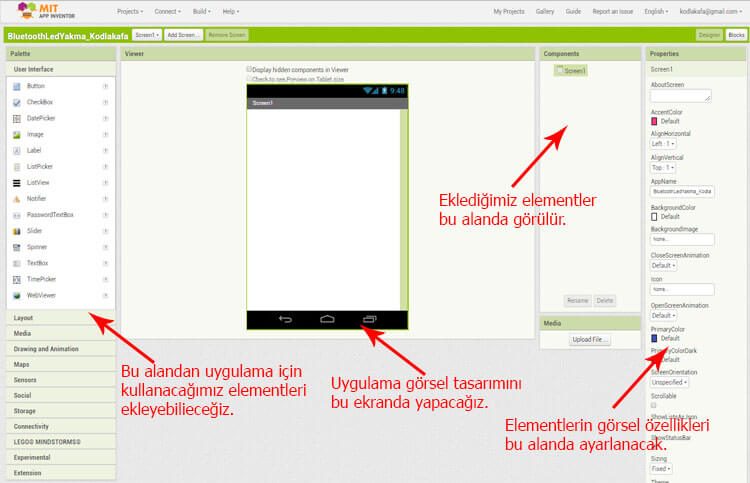 MIT
APP INVENTOR
Projects
Connect
Build
Help
My Projects
Gallery
Guide
Report an Issue
English
kodlakafa@gmail.com
BluetoothLedYakma_Kodlakafa
Screen1
Add Screen ...
Remove Screen
Designer
Blocks
Palette
User Interface
Button
CheckBox
DatePicker
Image
Label
ListPicker
ListView
Notifier
PasswordTextBox
Slider
Spinner
TextBox
TimePicker
WebViewer
Layout
Media
Drawing and Animation
Maps
Sensors
Social
Storage
Connectivity
LEGO® MINDSTORMS®
Experimental
Extension
Viewer
Display hidden components in Viewer
Check to see Preview on Tablet size
9:48
Screen1
Components
Screen1
Rename
Delete
Media
Upload File ...
Properties
Screen1
AboutScreen
AccentColor
Default
AlignHorizontal
Left : 1
AlignVertical
Top : 1
AppName
BluetoothLedYakma_Kodla
BackgroundColor
Default
BackgroundImage
None...
CloseScreenAnimation
Default
Icon
None...
OpenScreenAnimation
Default
PrimaryColor
Default
PrimaryColorDark
Default
ScreenOrientation
Unspecified
Scrollable
ShowListsAsJson
ShowStatusBar
Sizing
Fixed
Theme
Eklediğimiz elementler
bu alanda görülür.
Bu alandan uygulama için
kullanacağımız elementleri
ekleyebilieceğiz.
Uygulama görsel tasarımını
bu ekranda yapacağız.
Elementlerin görsel özellikleri
bu alanda ayarlanacak.